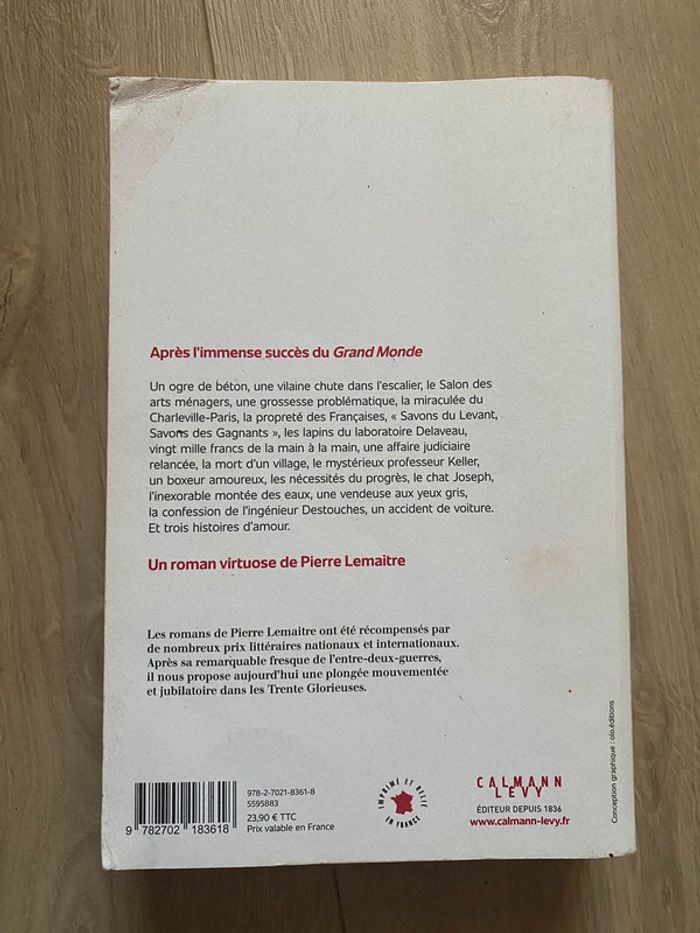 Après l'immense succès du Grand Monde
Un ogre de béton, une vilaine chute dans l'escalier, le Salon des
arts ménagers, une grossesse problématique, la miraculée du
Charleville-Paris, la propreté des Françaises, « Savons du Levant,
Savons des Gagnants », les lapins du laboratoire Delaveau,
vingt mille francs de la main à la main, une affaire judiciaire
relancée, la mort d'un village, le mystérieux professeur Keller,
un boxeur amoureux, les nécessités du progrès, le chat Joseph,
l'inexorable montée des eaux, une vendeuse aux yeux gris,
la confession de l'ingénieur Destouches, un accident de voiture.
Et trois histoires d'amour.
Un roman virtuose de Pierre Lemaitre
Les romans de Pierre Lemaitre ont été récompensés par
de nombreux prix littéraires nationaux et internationaux.
Après sa remarquable fresque de l'entre-deux-guerres,
il nous propose aujourd'hui une plongée mouvementée
et jubilatoire dans les Trente Glorieuses.
9 782702 183618
978-2-7021-8361-8
5595883
23,90 € TTC
Prix valable en France
IMPRIMÉ ET RELIÉ
EN FRANCE
CALMANN
LEVY
ÉDITEUR DEPUIS 1836
www.calmann-levy.fr
Conception graphique : olo.éditions